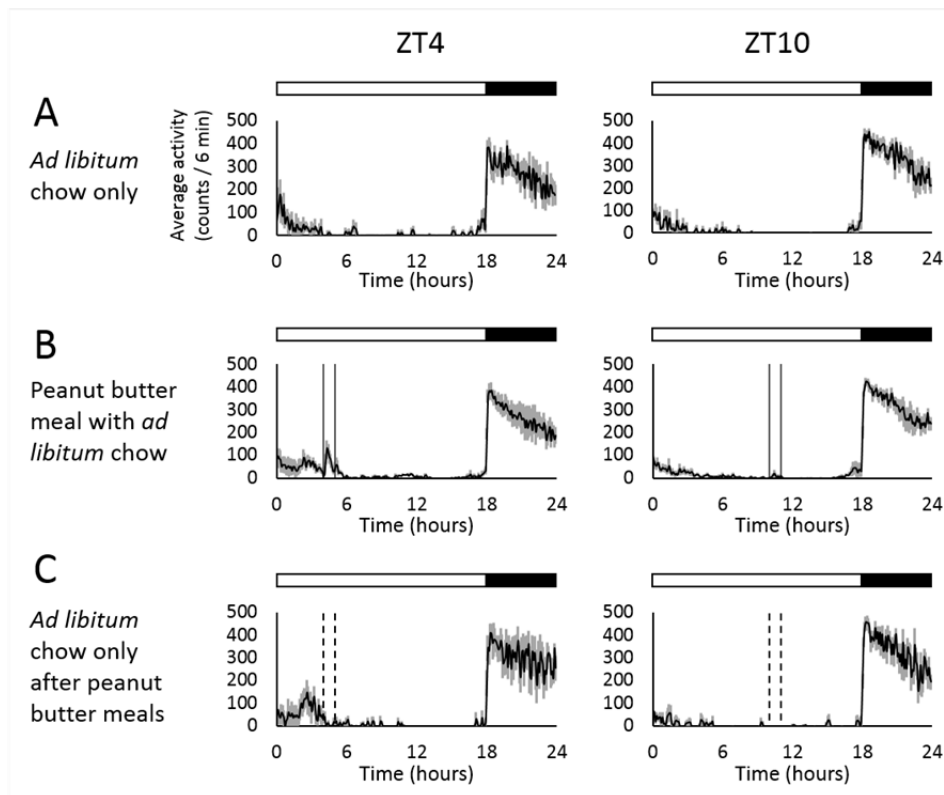 ZT4
ZT10
A
Ad libitum
chow only
Average activity
(counts / 6 min)
500
400
300
200
100
0
0 6 12 18 24
Time (hours)
500
400
300
200
100
0
0 6 12 18 24
Time (hours)
B
Peanut butter
meal with ad
libitum chow
500
400
300
200
100
0
0 6 12 18 24
Time (hours)
500
400
300
200
100
0
0 6 12 18 24
Time (hours)
C
Ad libitum
chow only
after peanut
butter meals
500
400
300
200
100
0
0 6 12 18 24
Time (hours)
500
400
300
200
100
0
0 6 12 18 24
Time (hours)